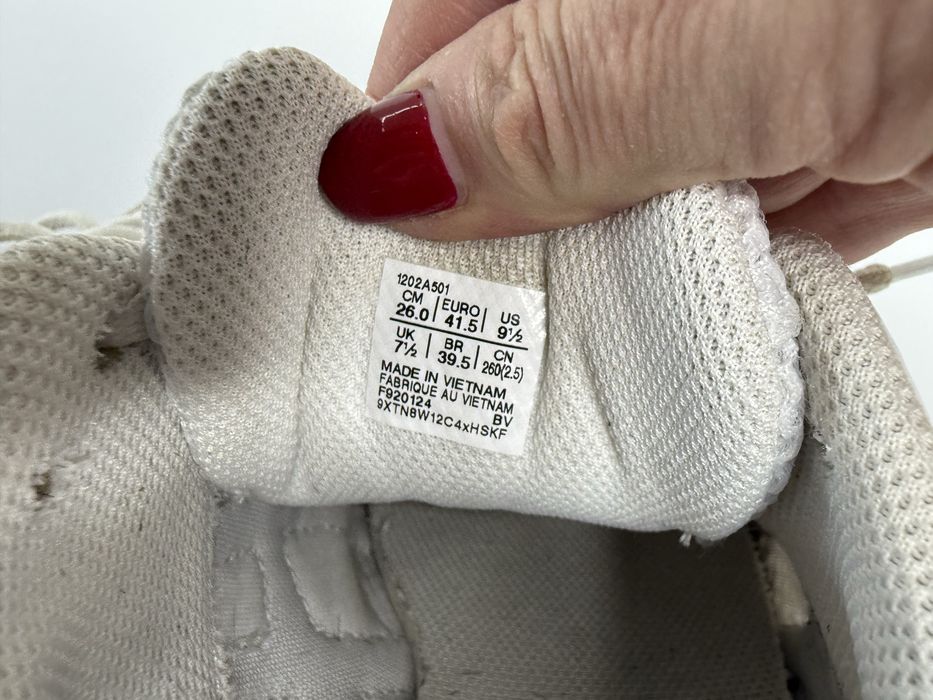 1202A501
CM 26.0 EURO 41.5 US 9½
UK 7½ BR 39.5 CN 260(2.5)
MADE IN VIETNAM
FABRIQUE AU VIETNAM
F920124 BV
9XTN8W12C4xHSKF